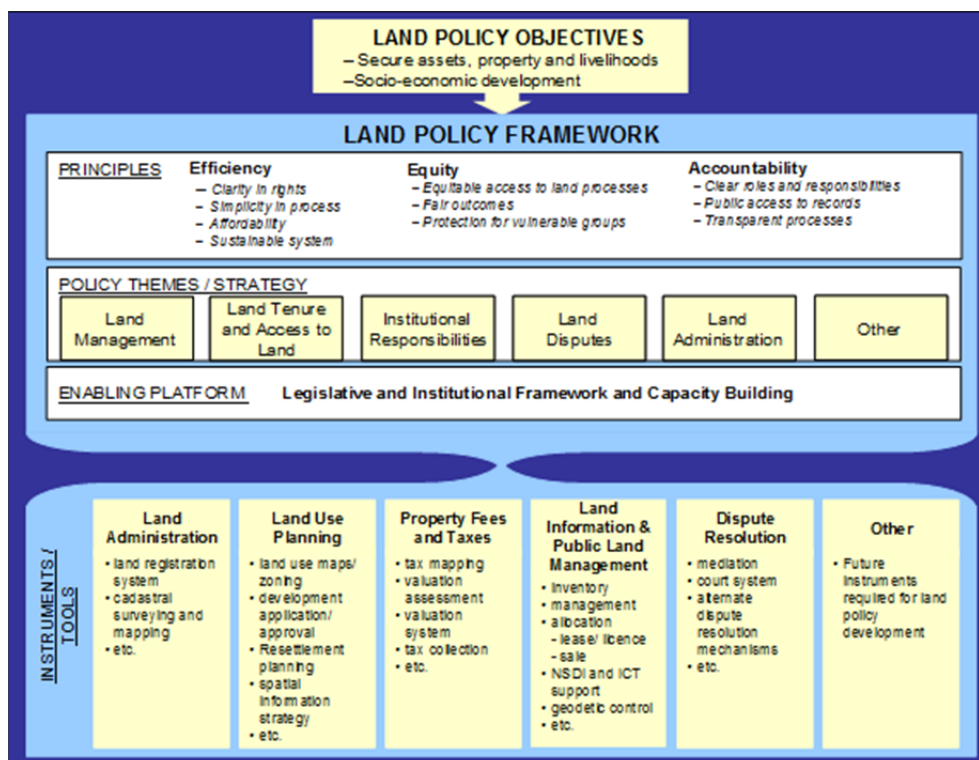 LAND POLICY OBJECTIVES
–Secure assets, property and livelihoods
–Socio-economic development
LAND POLICY FRAMEWORK
PRINCIPLES
Efficiency
– Clarity in rights
– Simplicity in process
– Affordability
– Sustainable system
Equity
– Equitable access to land processes
– Fair outcomes
– Protection for vulnerable groups
Accountability
– Clear roles and responsibilities
– Public access to records
– Transparent processes
POLICY THEMES / STRATEGY
Land
Management
Land Tenure
and Access to
Land
Institutional
Responsibilities
Land
Disputes
Land
Administration
Other
ENABLING PLATFORM
Legislative and Institutional Framework and Capacity Building
INSTRUMENTS /
TOOLS
Land
Administration
• land registration
system
• cadastral
surveying and
mapping
• etc.
Land Use
Planning
• land use maps/
zoning
• development
application/
approval
• Resettlement
planning
• spatial
information
strategy
• etc.
Property Fees
and Taxes
• tax mapping
• valuation
assessment
• valuation
system
• tax collection
• etc.
Land
Information &
Public Land
Management
• Inventory
• management
• allocation
- lease/ licence
- sale
• NSDI and ICT
support
• geodetic control
• etc.
Dispute
Resolution
• mediation
• court system
• alternate
dispute
resolution
mechanisms
• etc.
Other
• Future
Instruments
required for land
policy
development